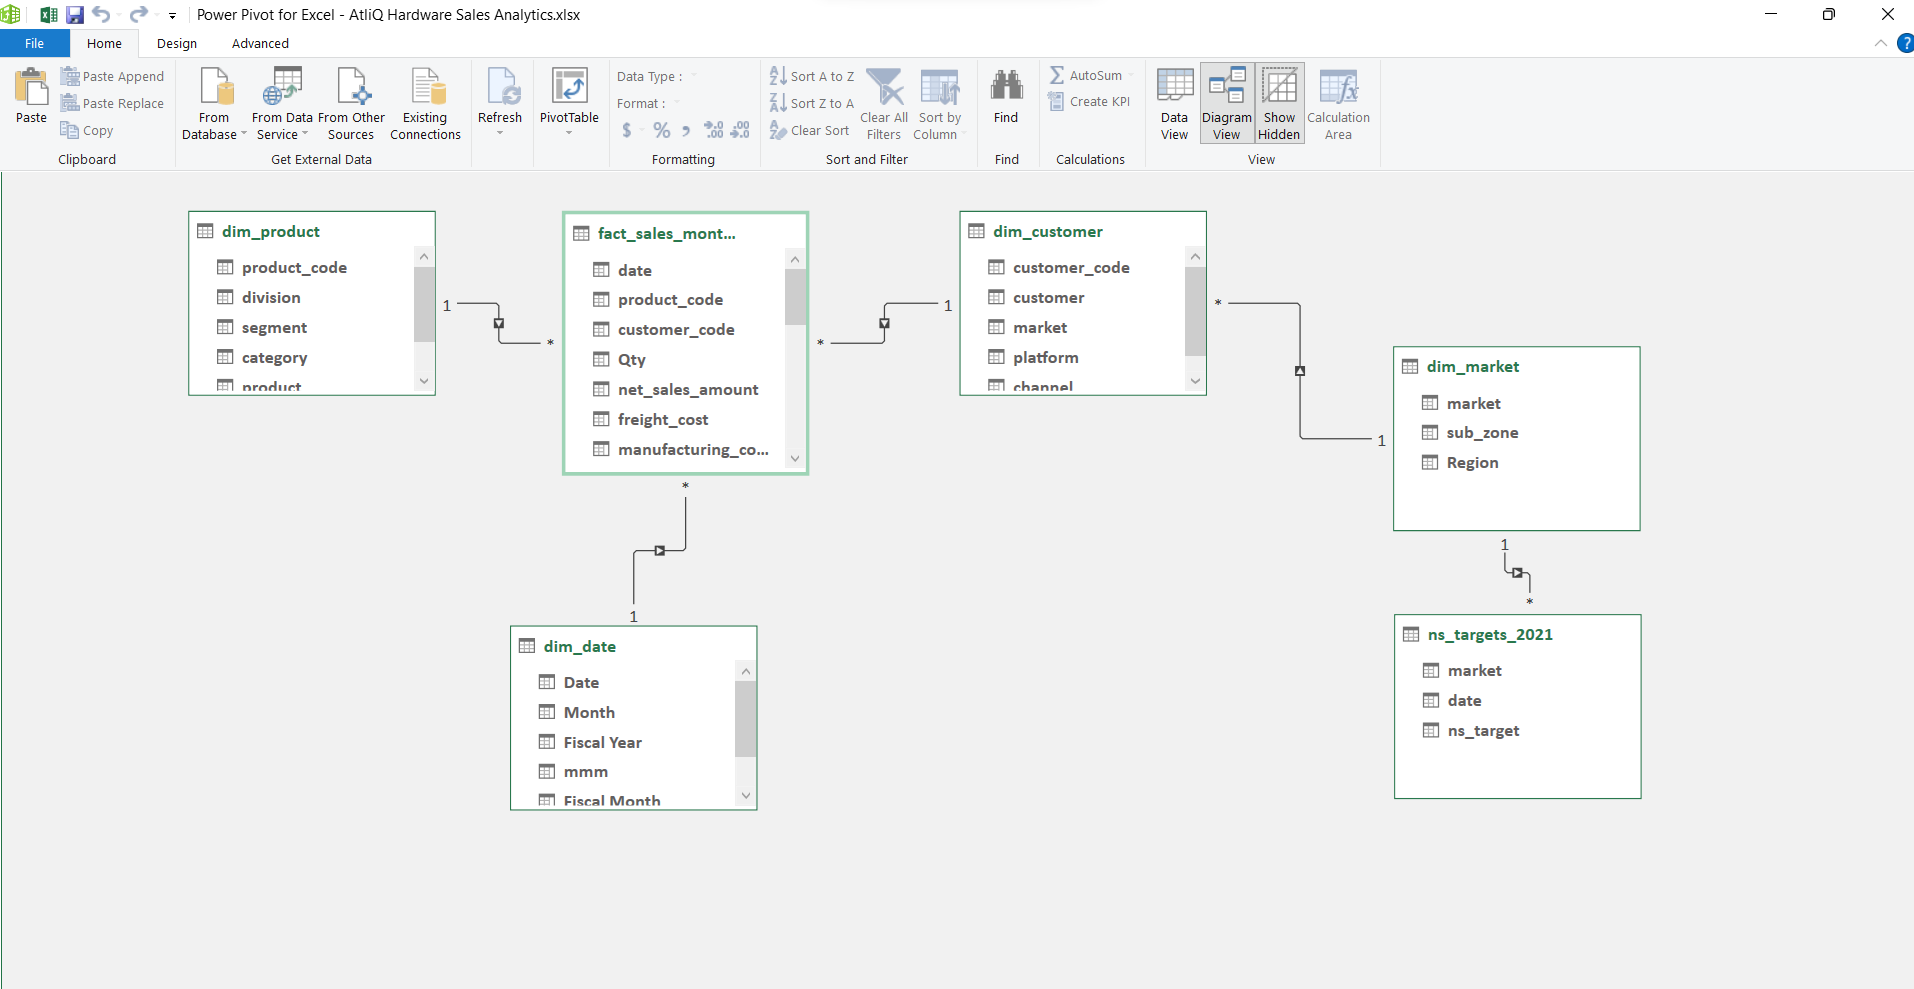 Power Pivot for Excel - AtliQ Hardware Sales Analytics.xlsx
File Home Design Advanced
?
Paste
Paste Append
Paste Replace
Copy
Clipboard
From Database
From Data Service
From Other Sources
Existing Connections
Get External Data
Refresh
PivotTable
Data Type :
Format :
$ % , .00 .00
Formatting
Sort A to Z
Sort Z to A
Clear Sort
Clear All Filters
Sort by Column
Sort and Filter
Find
Find
AutoSum
Create KPI
Calculations
Data View
Diagram View
Show Hidden
Calculation Area
View
dim_product
product_code
division
segment
category
product
1
*
fact_sales_mont...
date
product_code
customer_code
Qty
net_sales_amount
freight_cost
manufacturing_co...
*
1
dim_customer
customer_code
customer
market
platform
channel
*
1
dim_market
market
sub_zone
Region
1
*
ns_targets_2021
market
date
ns_target
*
1
dim_date
Date
Month
Fiscal Year
mmm
Fiscal Month